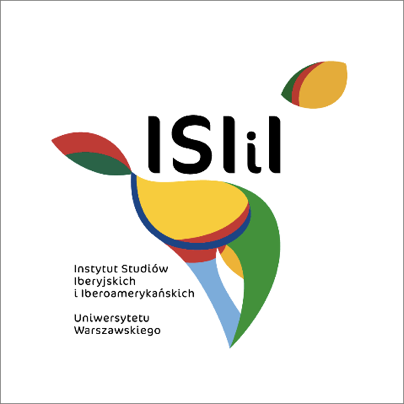 ISIiI
Instytut Studiów
Iberyjskich
i Iberoamerykańskich
Uniwersytetu
Warszawskiego